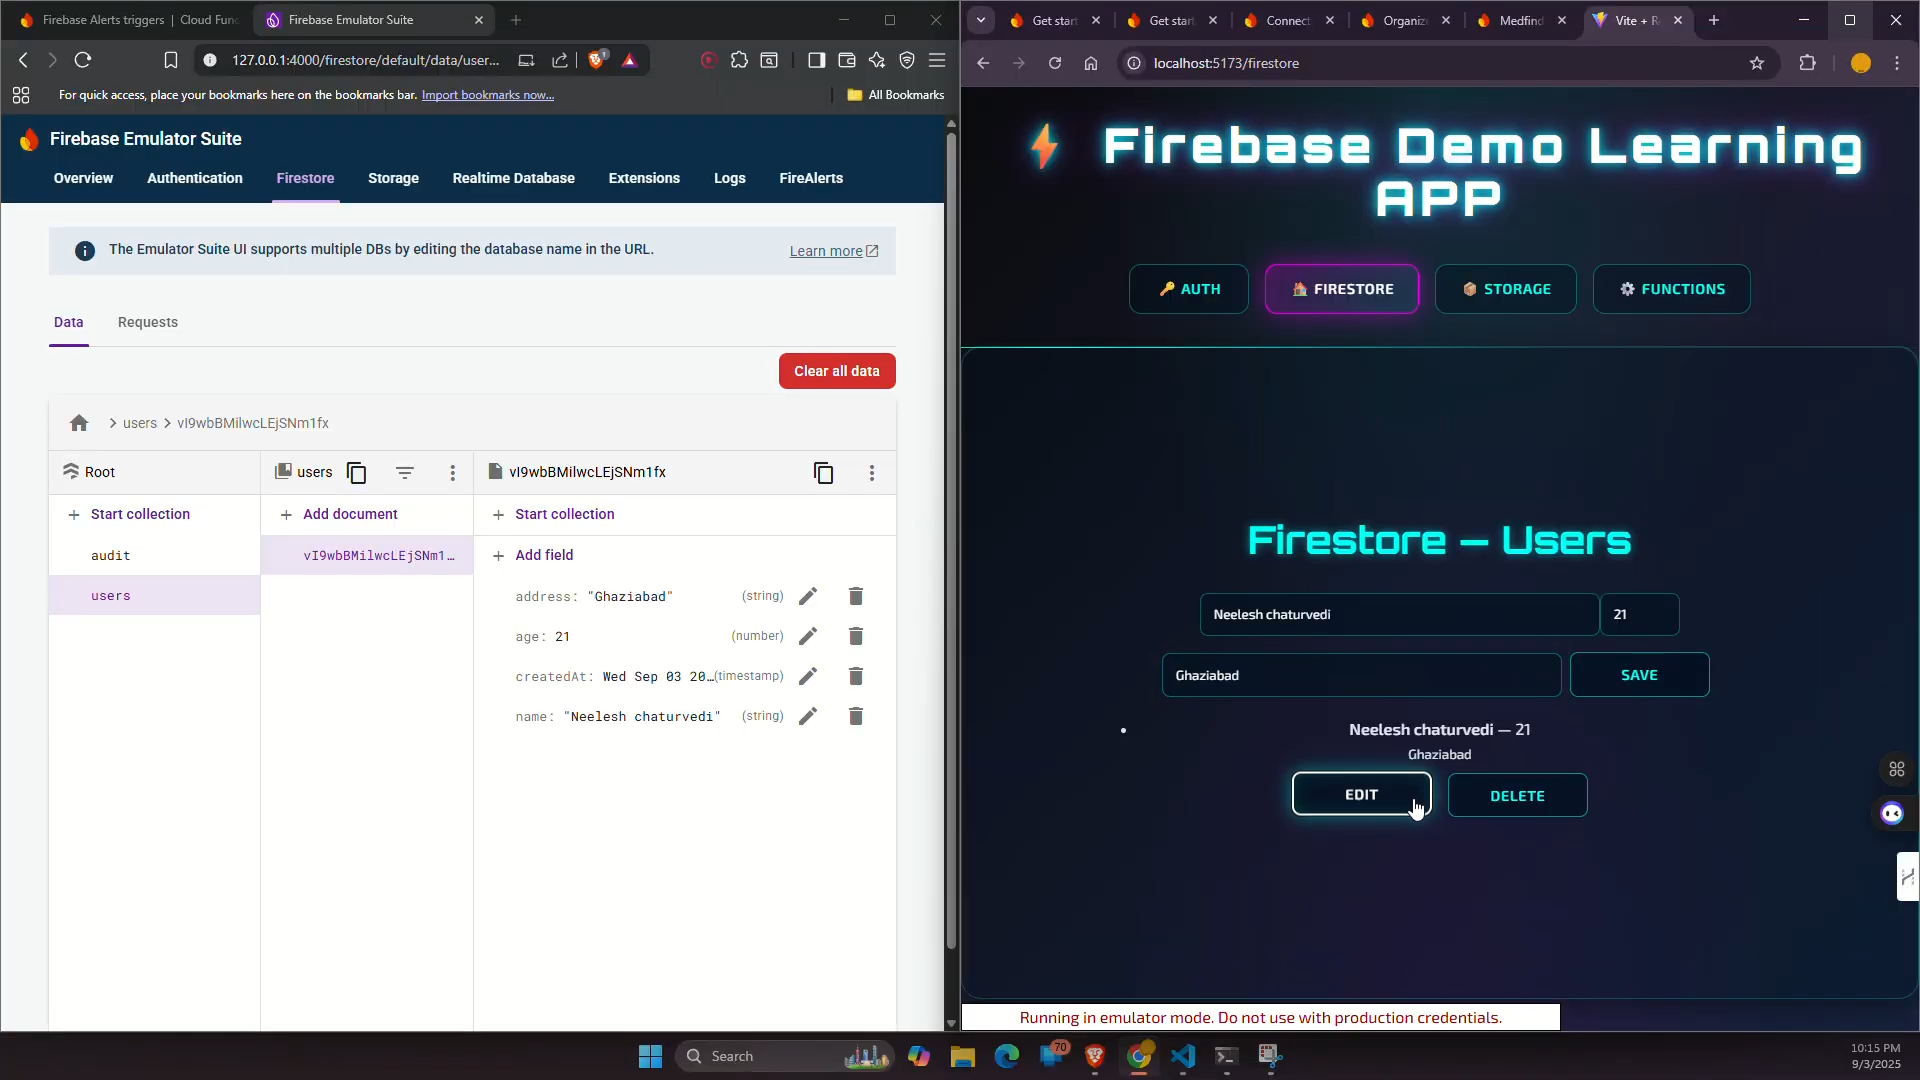 Firebase Alerts triggers | Cloud Func
Firebase Emulator Suite
127.0.0.1:4000/firestore/default/data/user...
1
For quick access, place your bookmarks here on the bookmarks bar. Import bookmarks now...
All Bookmarks
Firebase Emulator Suite
Overview
Authentication
Firestore
Storage
Realtime Database
Extensions
Logs
FireAlerts
The Emulator Suite UI supports multiple DBs by editing the database name in the URL.
Learn more
Data
Requests
Clear all data
users
vI9wbBMilwcLEjSNm1fx
Root
Start collection
audit
users
users
Add document
vI9wbBMilwcLEjSNm1…
vI9wbBMilwcLEjSNm1fx
Start collection
Add field
address: "Ghaziabad" (string)
age: 21 (number)
createdAt: Wed Sep 03 20… (timestamp)
name: "Neelesh chaturvedi" (string)
Get star
Get star
Connect
Organiz
Medfind
Vite + R
localhost:5173/firestore
Firebase Demo Learning
APP
AUTH
FIRESTORE
STORAGE
FUNCTIONS
Firestore — Users
Neelesh chaturvedi
21
Ghaziabad
SAVE
Neelesh chaturvedi — 21
Ghaziabad
EDIT
DELETE
Running in emulator mode. Do not use with production credentials.
Search
70
10:15 PM
9/3/2025